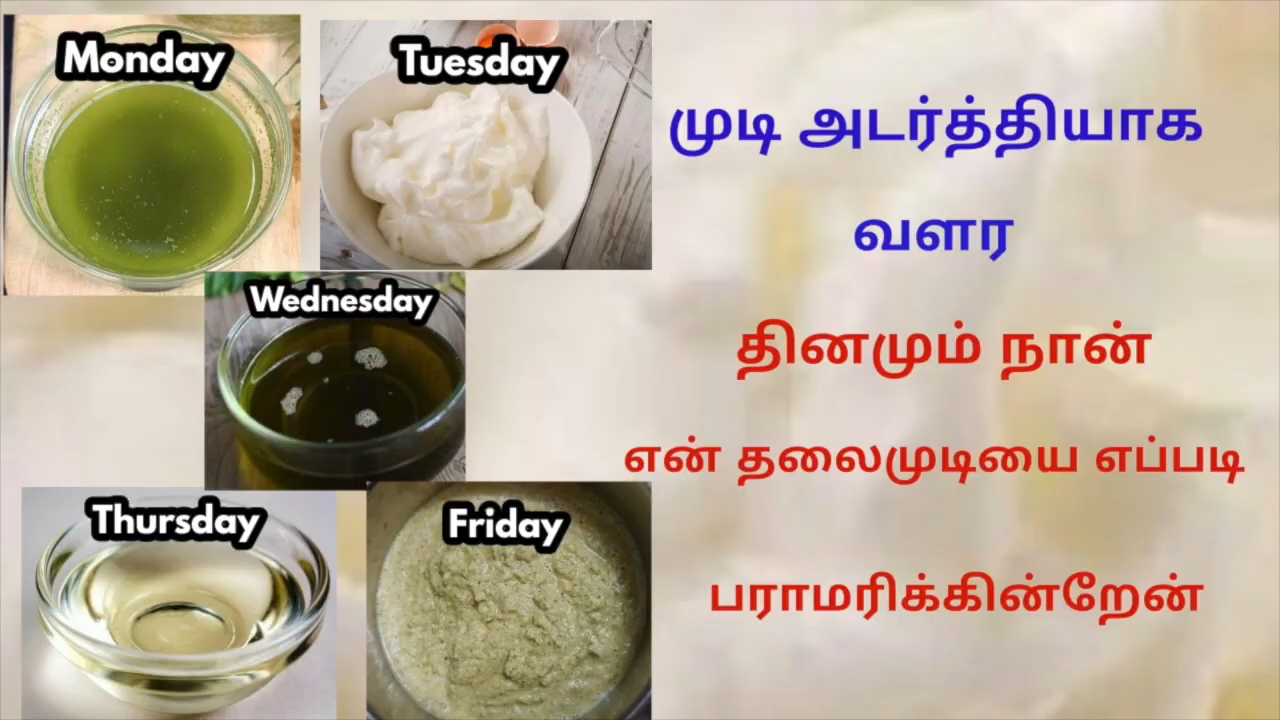 Monday
Tuesday
Wednesday
Thursday
Friday
முடி அடர்த்தியாக
வளர
தினமும் நான்
என் தலைமுடியை எப்படி
பராமரிக்கின்றேன்